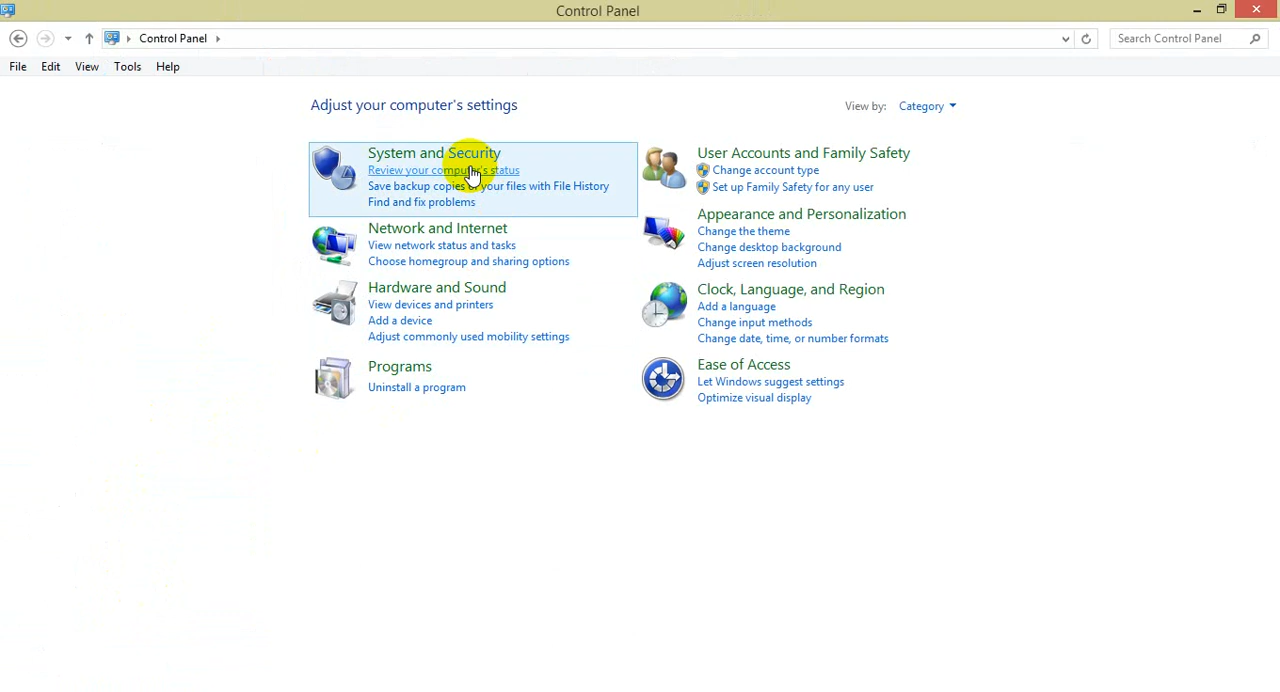 Control Panel
Control Panel
Search Control Panel
File Edit View Tools Help
Adjust your computer's settings
View by: Category
System and Security
Review your computer's status
Save backup copies of your files with File History
Find and fix problems
Network and Internet
View network status and tasks
Choose homegroup and sharing options
Hardware and Sound
View devices and printers
Add a device
Adjust commonly used mobility settings
Programs
Uninstall a program
User Accounts and Family Safety
Change account type
Set up Family Safety for any user
Appearance and Personalization
Change the theme
Change desktop background
Adjust screen resolution
Clock, Language, and Region
Add a language
Change input methods
Change date, time, or number formats
Ease of Access
Let Windows suggest settings
Optimize visual display